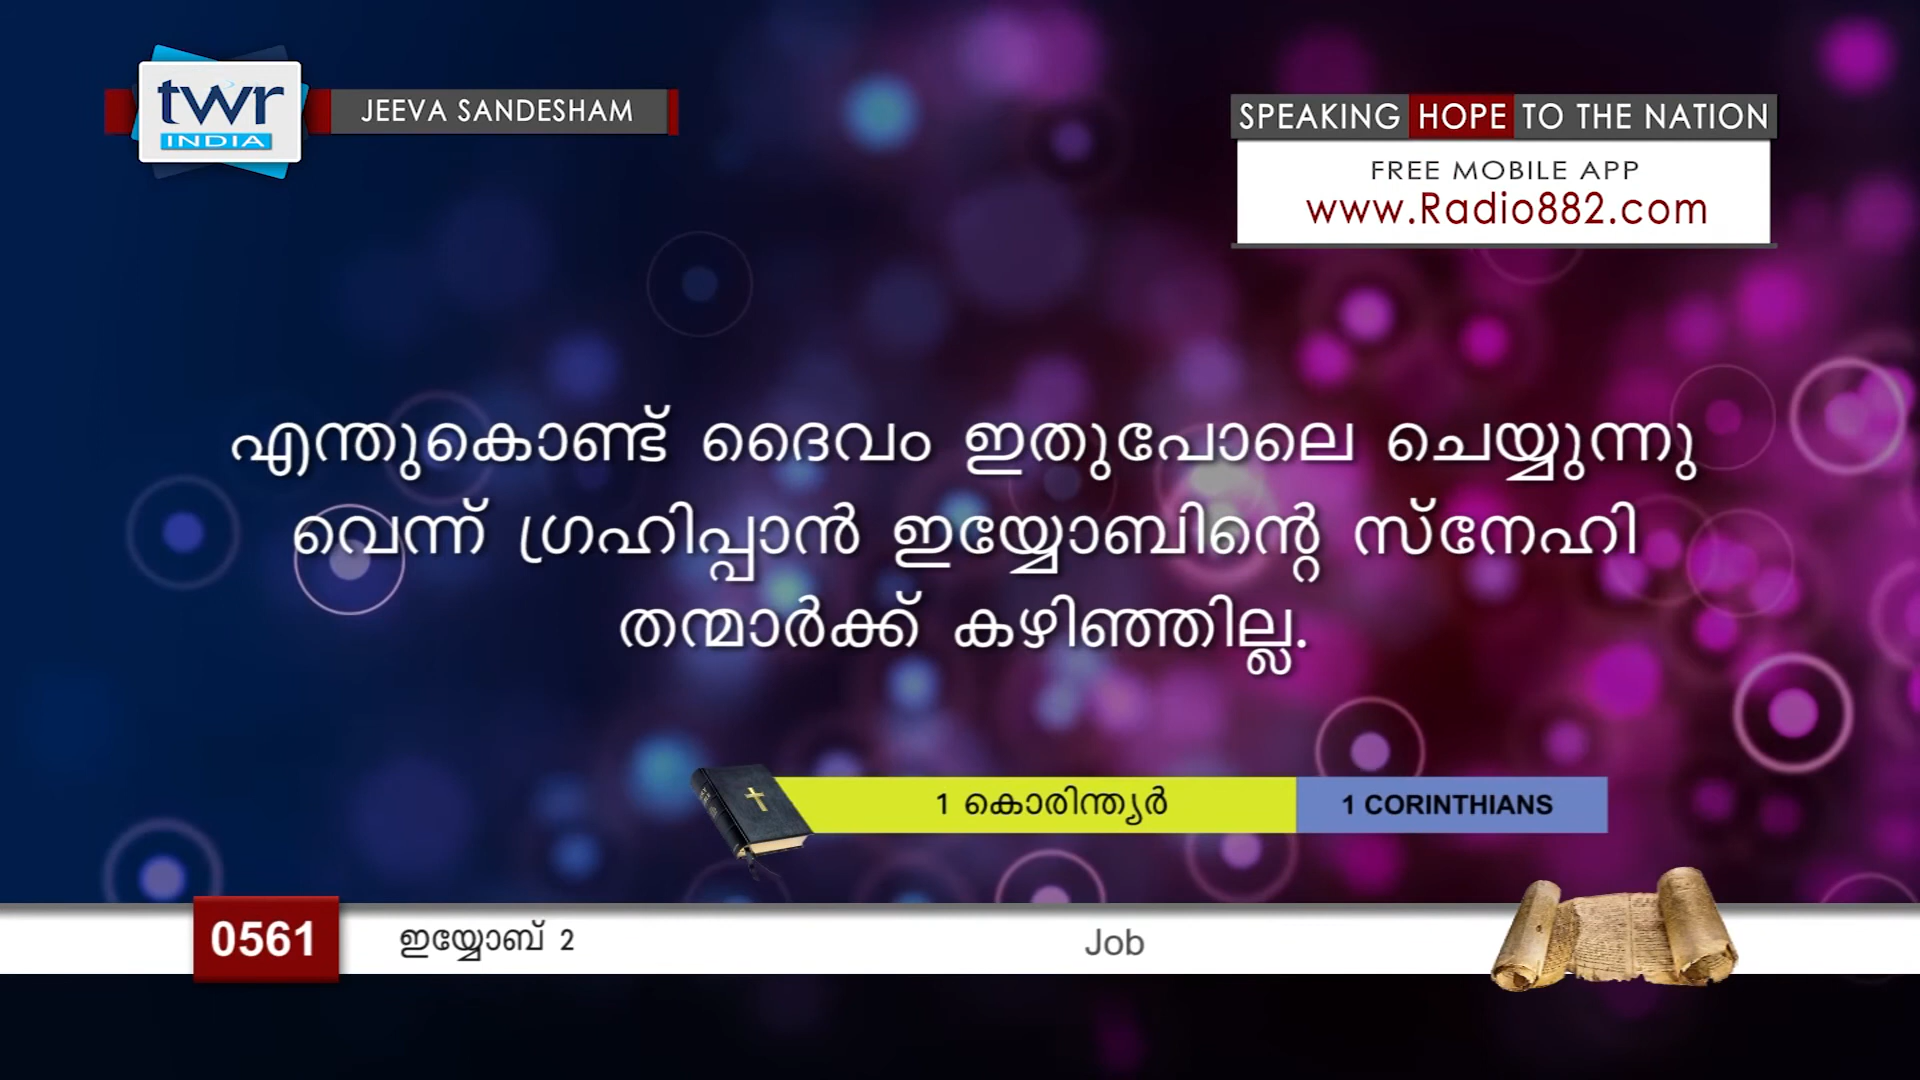 twr
INDIA
JEEVA SANDESHAM
SPEAKING HOPE TO THE NATION
FREE MOBILE APP
www.Radio882.com
എന്തുകൊണ്ട് ദൈവം ഇതുപോലെ ചെയ്യുന്നു
വെന്ന് ഗ്രഹിപ്പാൻ ഇയ്യോബിന്റെ സ്നേഹി
തന്മാർക്ക് കഴിഞ്ഞില്ല.
1 കൊരിന്ത്യർ
1 CORINTHIANS
0561
ഇയ്യോബ് 2
Job